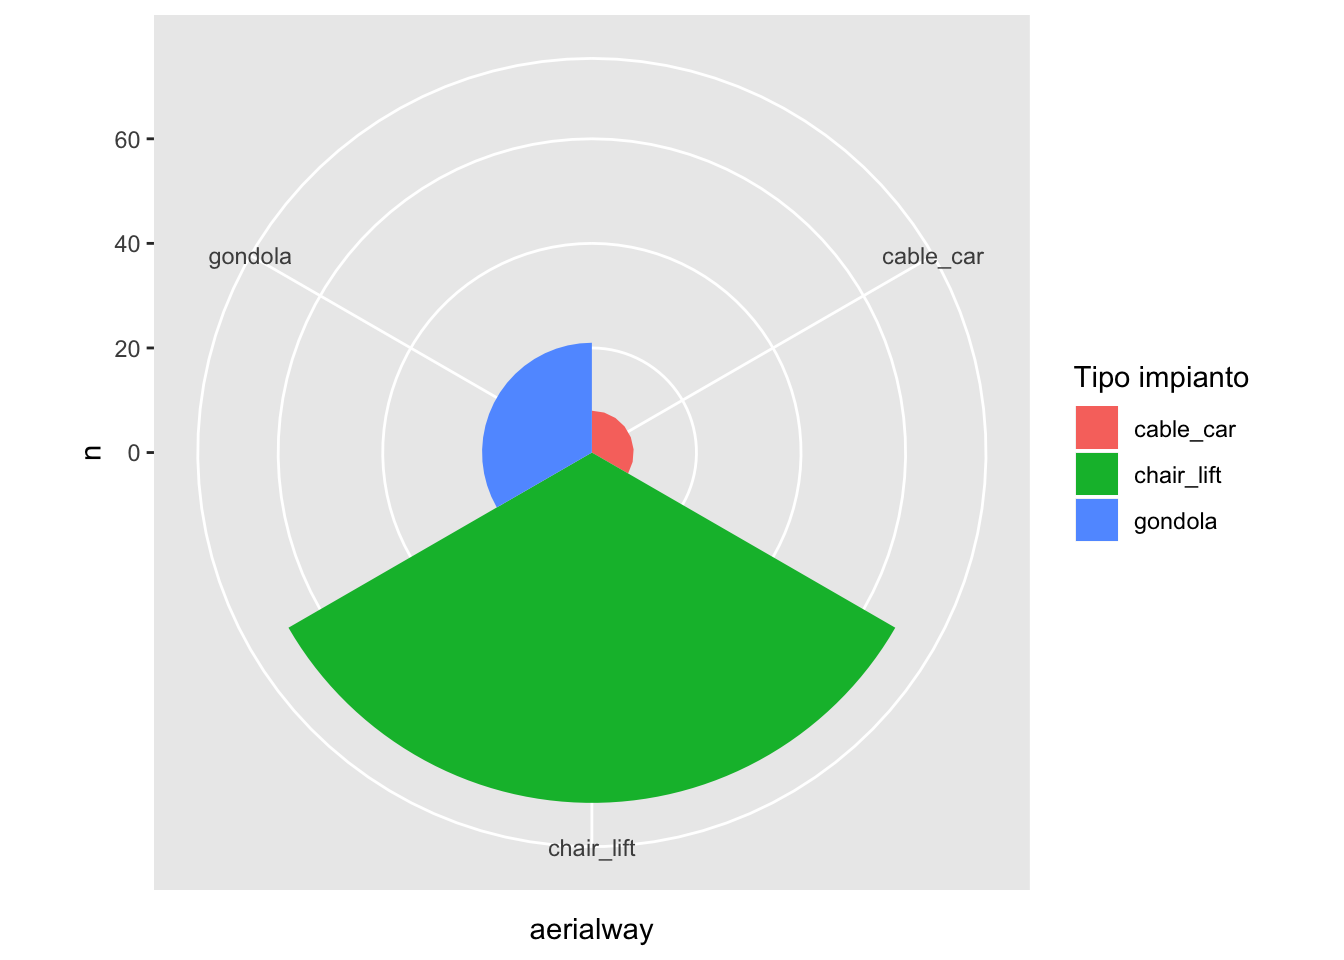 60
40
20
0
n
gondola
cable_car
chair_lift
aerialway
Tipo impianto
cable_car
chair_lift
gondola